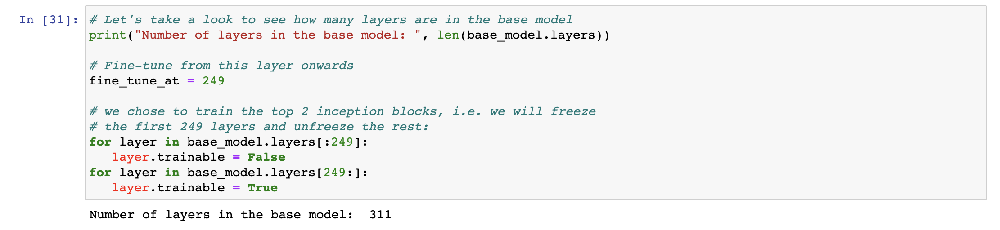 In [31]: # Let's take a look to see how many layers are in the base model
print("Number of layers in the base model: ", len(base_model.layers))

# Fine-tune from this layer onwards
fine_tune_at = 249

# we chose to train the top 2 inception blocks, i.e. we will freeze
# the first 249 layers and unfreeze the rest:
for layer in base_model.layers[:249]:
   layer.trainable = False
for layer in base_model.layers[249:]:
   layer.trainable = True
Number of layers in the base model:  311